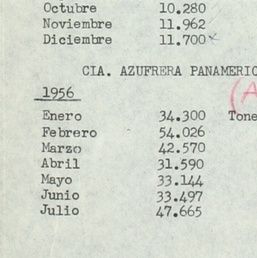 Octubre 10.280
Noviembre 11.962
Diciembre 11.700
CIA. AZUFRERA PANAMERIC
1956
Enero 34.300 Tone
Febrero 54.026
Marzo 42.570
Abril 31.590
Mayo 33.144
Junio 33.497
Julio 47.665